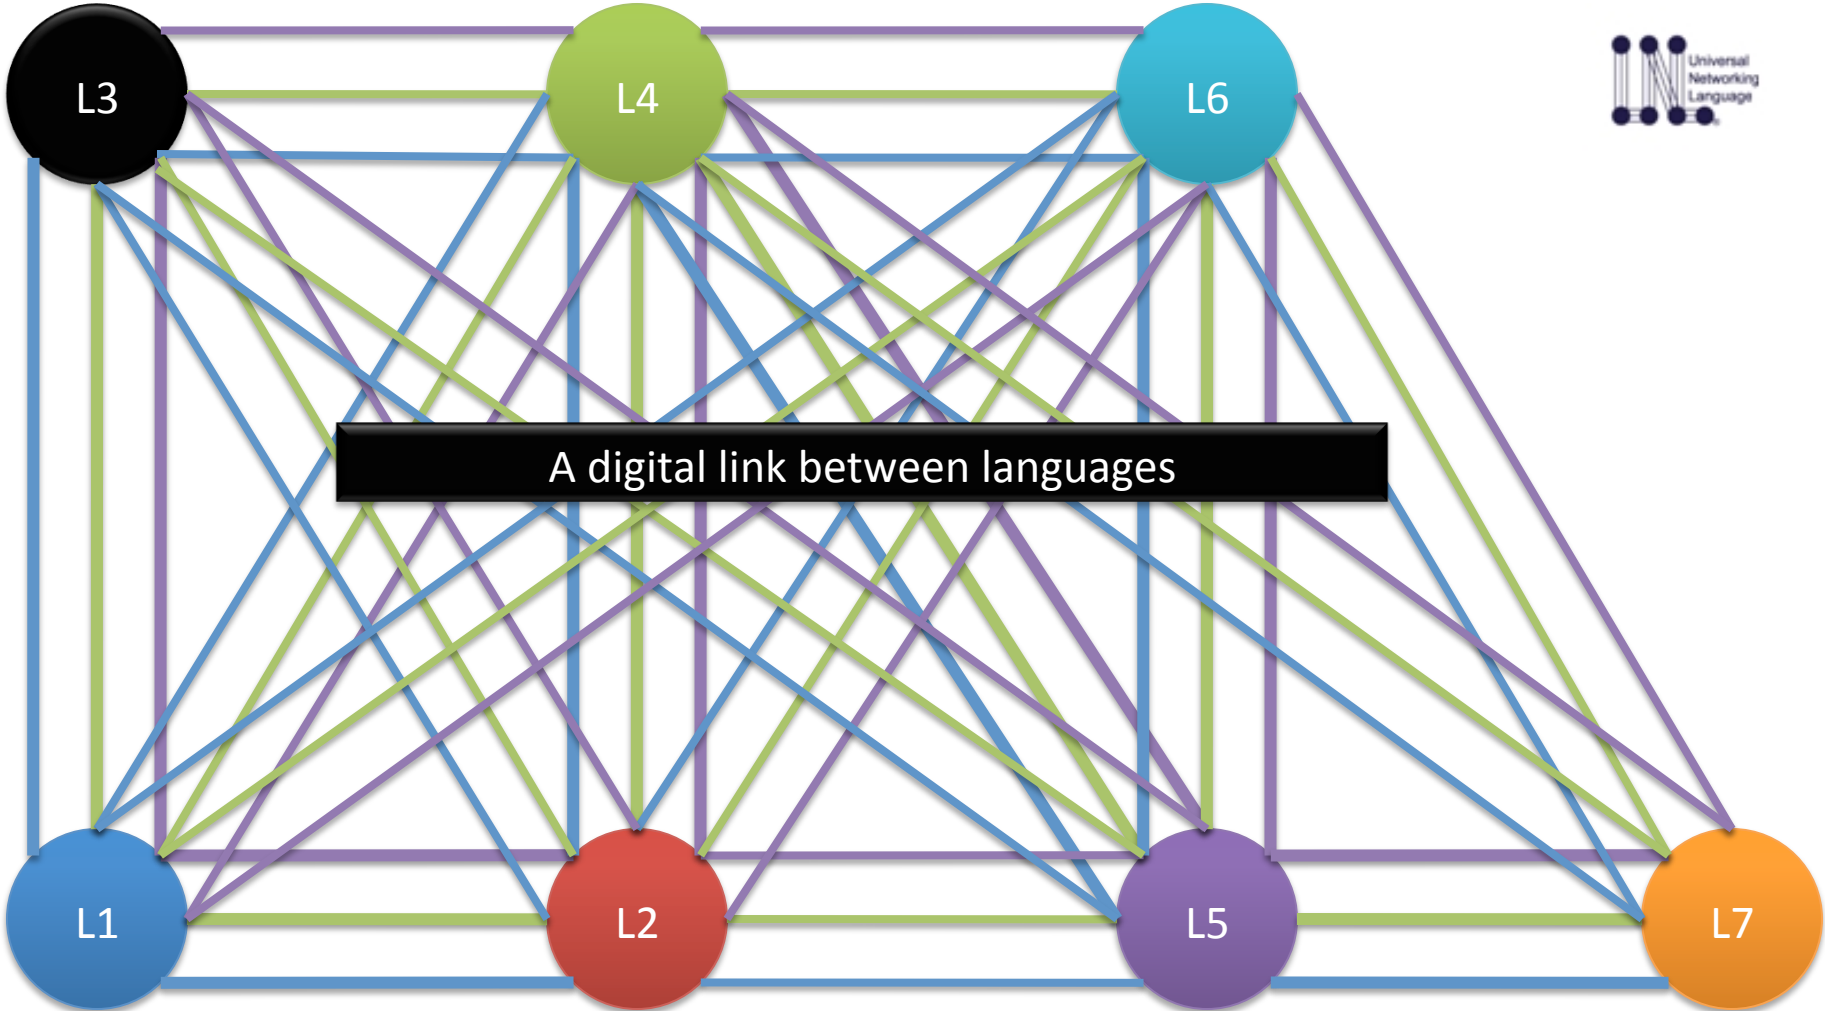 L3
L4
L6
Universal
Networking
Language
A digital link between languages
L1
L2
L5
L7